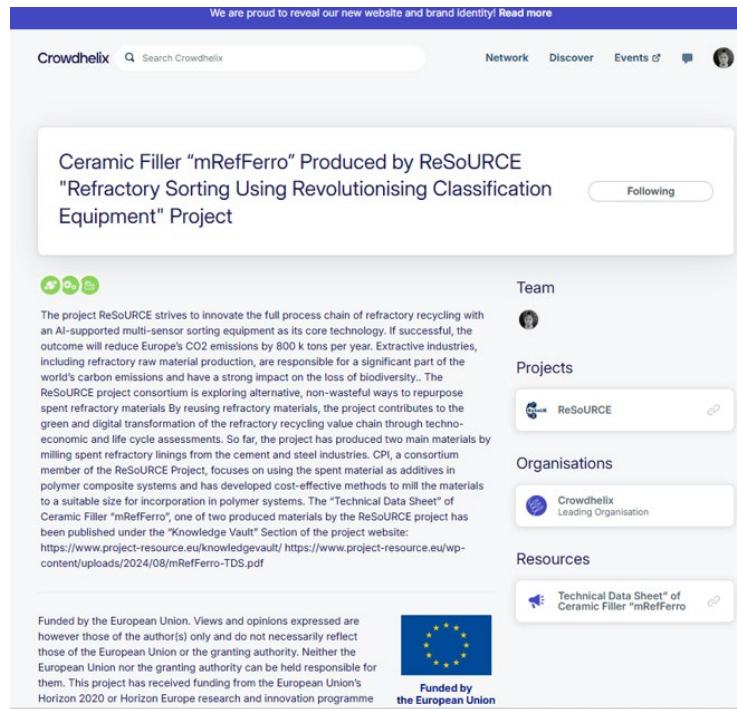 We are proud to reveal our new website and brand identity! Read more
Crowdhelix
Search Crowdhelix
Network
Discover
Events
Ceramic Filler “mRefFerro” Produced by ReSoURCE
"Refractory Sorting Using Revolutionising Classification
Equipment" Project
Following
The project ReSoURCE strives to innovate the full process chain of refractory recycling with
an AI-supported multi-sensor sorting equipment as its core technology. If successful, the
outcome will reduce Europe's CO2 emissions by 800 k tons per year. Extractive industries,
including refractory raw material production, are responsible for a significant part of the
world's carbon emissions and have a strong impact on the loss of biodiversity.. The
ReSoURCE project consortium is exploring alternative, non-wasteful ways to repurpose
spent refractory materials By reusing refractory materials, the project contributes to the
green and digital transformation of the refractory recycling value chain through techno-
economic and life cycle assessments. So far, the project has produced two main materials by
milling spent refractory linings from the cement and steel industries. CPI, a consortium
member of the ReSoURCE Project, focuses on using the spent material as additives in
polymer composite systems and has developed cost-effective methods to mill the materials
to a suitable size for incorporation in polymer systems. The “Technical Data Sheet” of
Ceramic Filler “mRefFerro”, one of two produced materials by the ReSoURCE project has
been published under the “Knowledge Vault” Section of the project website:
https://www.project-resource.eu/knowledgevault/ https://www.project-resource.eu/wp-
content/uploads/2024/08/mRefFerro-TDS.pdf
Team
Projects
ReSoURCE
Organisations
Crowdhelix
Leading Organisation
Resources
Technical Data Sheet” of
Ceramic Filler “mRefFerro
Funded by the European Union. Views and opinions expressed are
however those of the author(s) only and do not necessarily reflect
those of the European Union or the granting authority. Neither the
European Union nor the granting authority can be held responsible for
them. This project has received funding from the European Union's
Horizon 2020 or Horizon Europe research and innovation programme
Funded by
the European Union